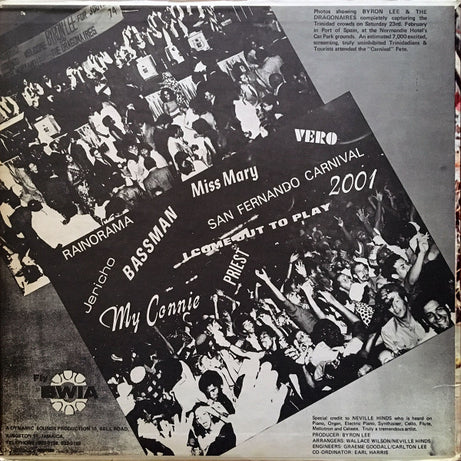 Photos showing BYRON LEE & THE
DRAGONAIRES completely capturing the
Trinidad crowds on Saturday 23rd. February
in Port of Spain, at the Normandie Hotel's
Car Park grounds. An estimated 7,000 excited,
screaming, truly uninhibited Trinidadians &
Tourists attended the "Carnival" Fete.
74
VERO
Miss Mary
SAN FERNANDO CARNIVAL
2001
RAINORAMA
Jericho
BASSMAN
I COME OUT TO PLAY
PRIEST
My Connie
Fly
BWIA
A DYNAMIC SOUNDS PRODUCTION 15, BELL ROAD,
KINGSTON 11, JAMAICA.
Special credit to NEVILLE HINDS who is heard on
Piano, Organ, Electric Piano, Synthiser, Cello, Flute,
Mellotron and Celeste. Truly a tremendous artist.
PRODUCER: BYRON LEE
ARRANGERS: WALLACE WILSON/NEVILLE HINDS
ENGINEERS: GRAEME GOODALL/CARLTON LEE
CO-ORDINATOR: EARL HARRIS